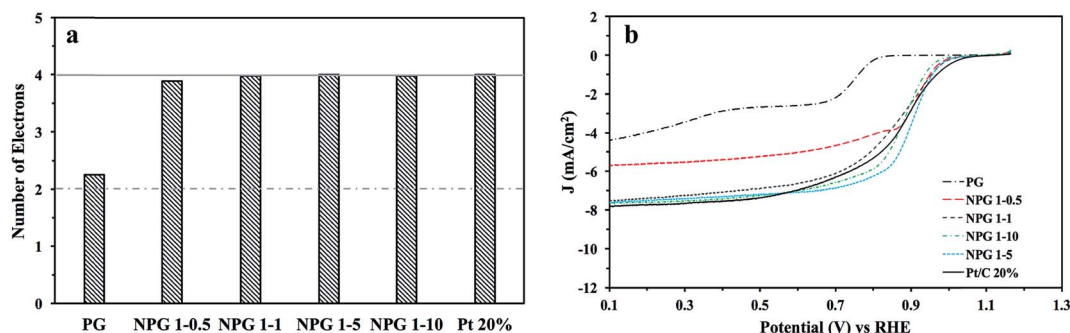 a
Number of Electrons
5
4
3
2
1
0
PG NPG 1-0.5 NPG 1-1 NPG 1-5 NPG 1-10 Pt 20%
b
J (mA/cm²)
2
0
-2
-4
-6
-8
-10
-12
PG
NPG 1-0.5
NPG 1-1
NPG 1-10
NPG 1-5
Pt/C 20%
0.1 0.3 0.5 0.7 0.9 1.1 1.3
Potential (V) vs RHE